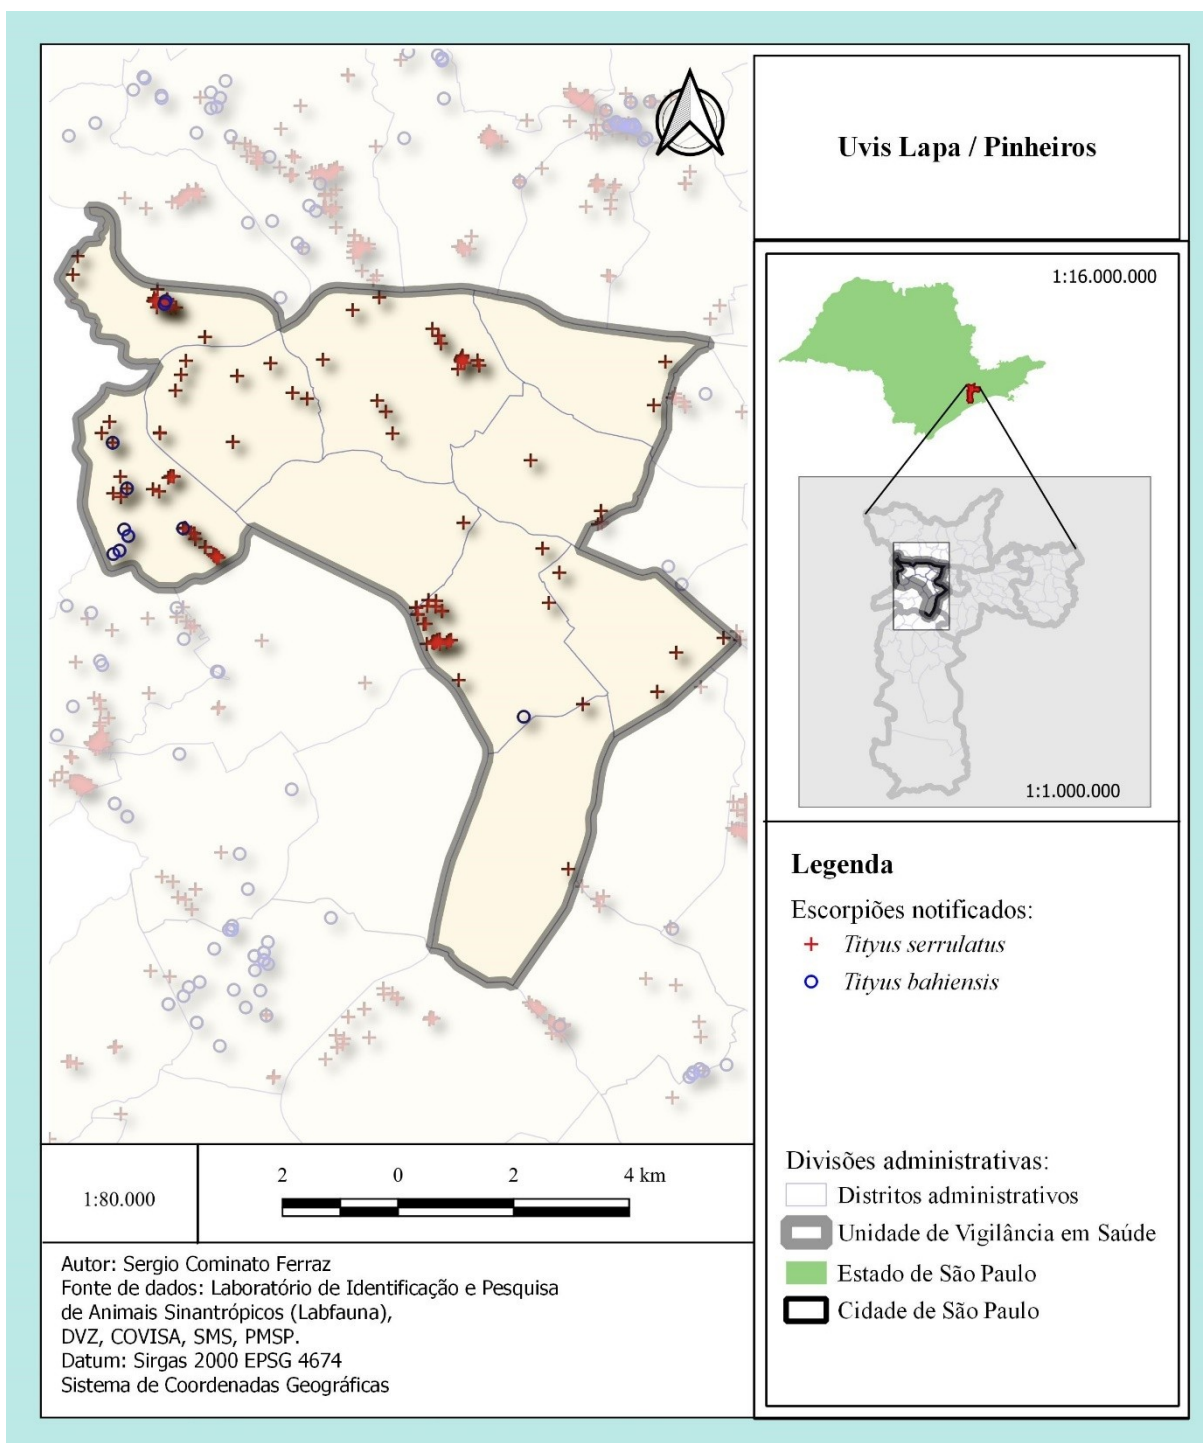 Uvis Lapa / Pinheiros
1:16.000.000
1:1.000.000
Legenda
Escorpiões notificados:
Tityus serrulatus
Tityus bahiensis
Divisões administrativas:
Distritos administrativos
Unidade de Vigilância em Saúde
Estado de São Paulo
Cidade de São Paulo
1:80.000
2 0 2 4 km
Autor: Sergio Cominato Ferraz
Fonte de dados: Laboratório de Identificação e Pesquisa
de Animais Sinantrópicos (Labfauna),
DVZ, COVISA, SMS, PMSP.
Datum: Sirgas 2000 EPSG 4674
Sistema de Coordenadas Geográficas